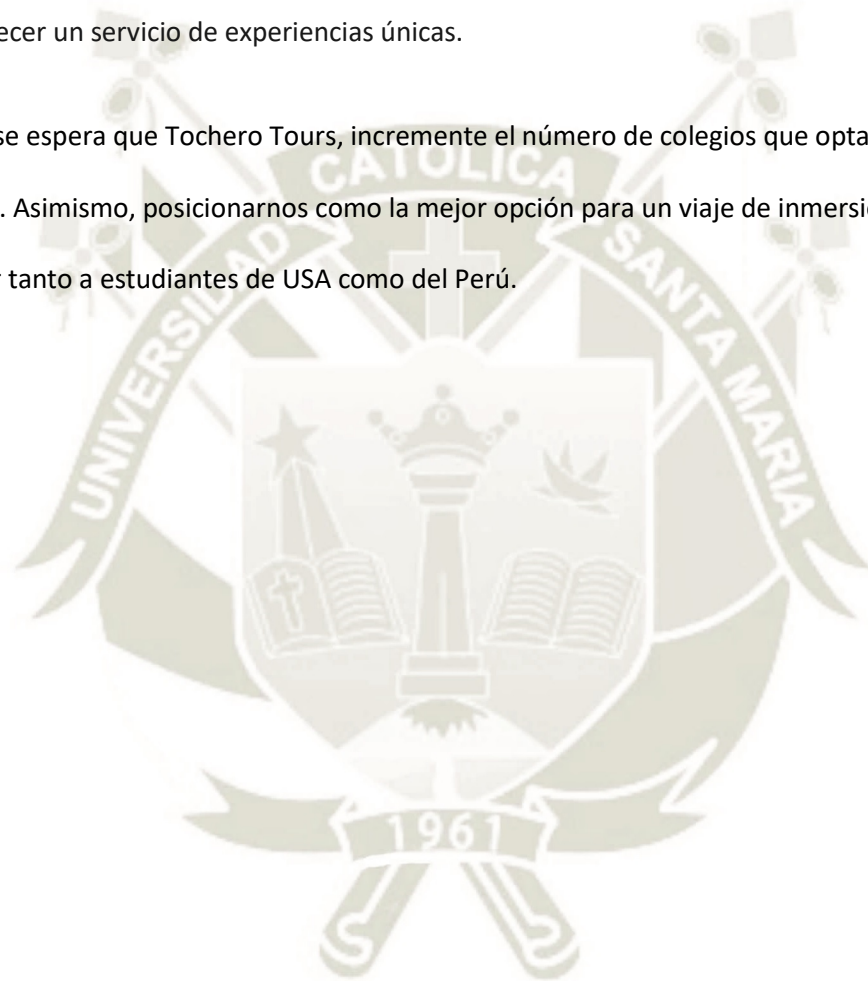 ecer un servicio de experiencias únicas.
se espera que Tochero Tours, incremente el número de colegios que opta
. Asimismo, posicionarnos como la mejor opción para un viaje de inmersi
r tanto a estudiantes de USA como del Perú.
UNIVERSIDAD CATOLICA SANTA MARIA
1961